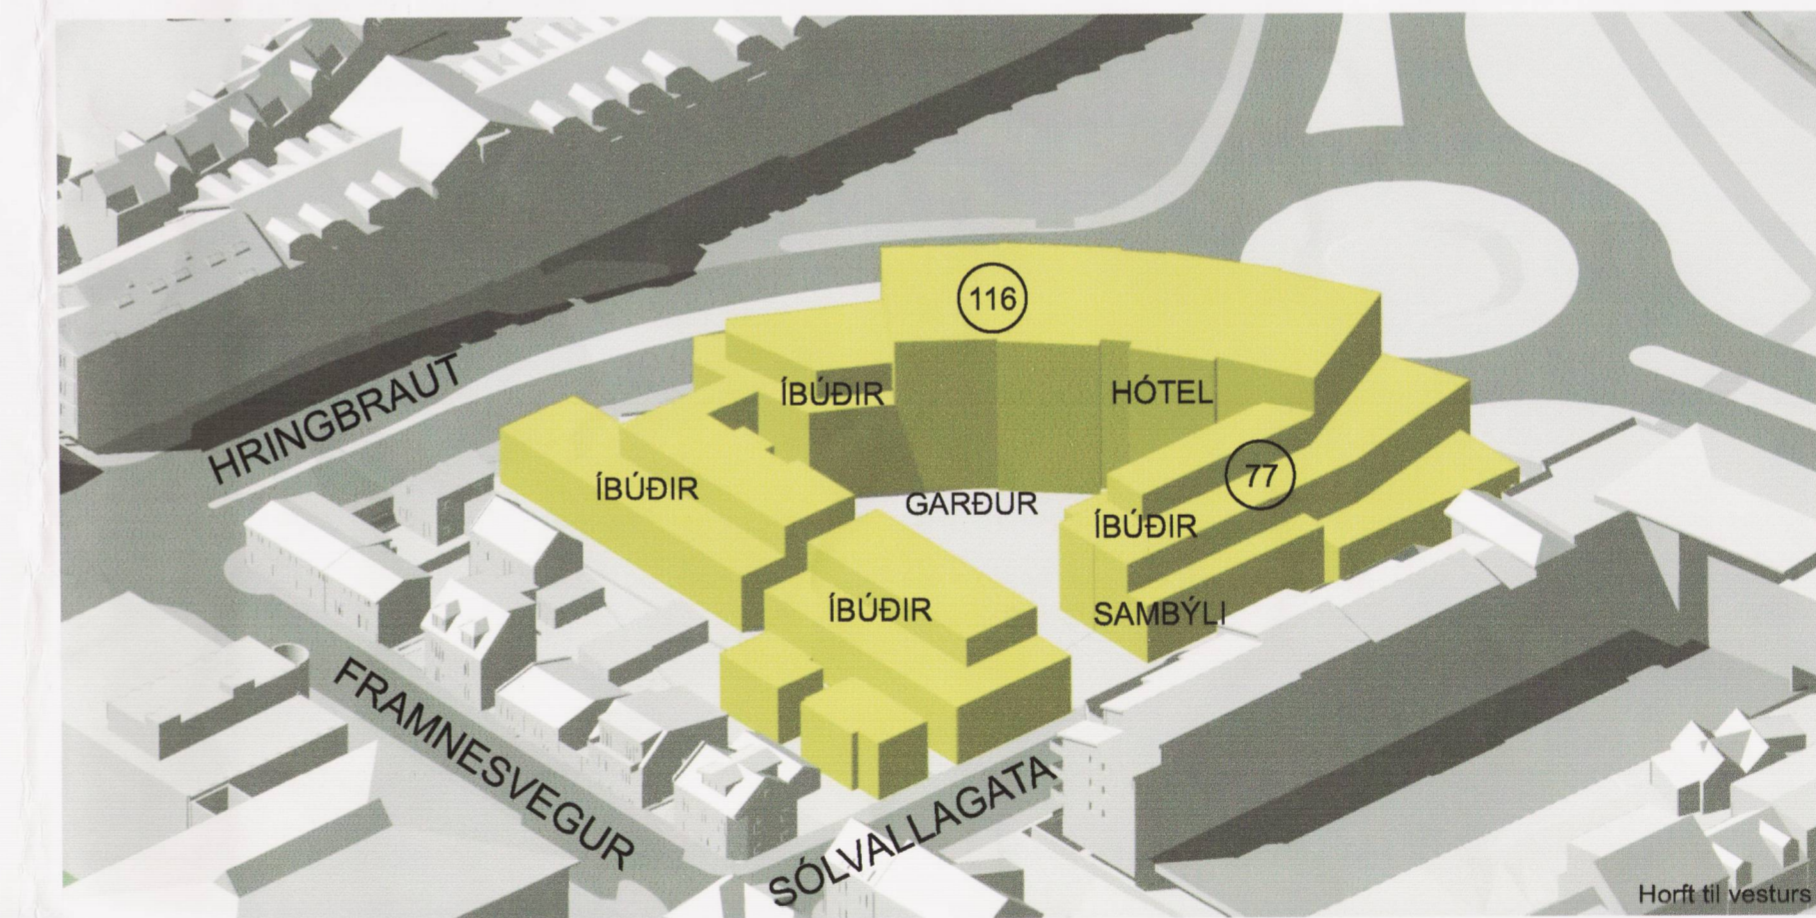 116
HRINGBRAUT
ÍBÚÐIR
HÓTEL
ÍBÚÐIR
77
GARÐUR
ÍBÚÐIR
ÍBÚÐIR
SAMBÝLI
FRAMNESVEGUR
SÓLVALLAGATA
Horft til vesturs